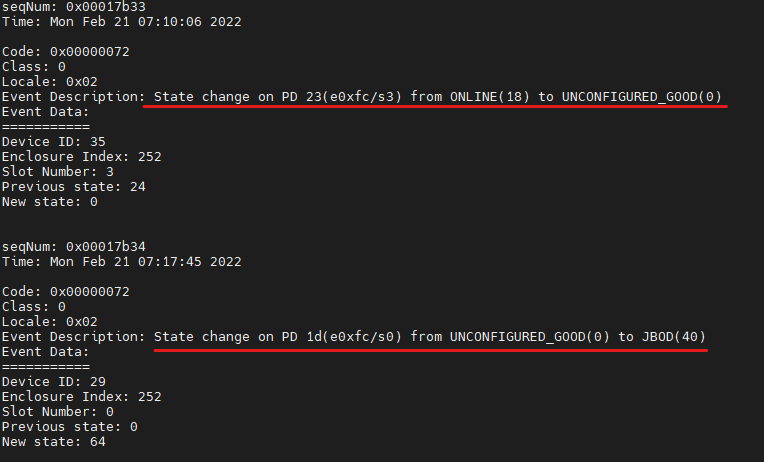 seqNum: 0x00017b33
Time: Mon Feb 21 07:10:06 2022
Code: 0x00000072
Class: 0
Locale: 0x02
Event Description: State change on PD 23(e0xfc/s3) from ONLINE(18) to UNCONFIGURED_GOOD(0)
Event Data:
===========
Device ID: 35
Enclosure Index: 252
Slot Number: 3
Previous state: 24
New state: 0
seqNum: 0x00017b34
Time: Mon Feb 21 07:17:45 2022
Code: 0x00000072
Class: 0
Locale: 0x02
Event Description: State change on PD 1d(e0xfc/s0) from UNCONFIGURED_GOOD(0) to JBOD(40)
Event Data:
===========
Device ID: 29
Enclosure Index: 252
Slot Number: 0
Previous state: 0
New state: 64